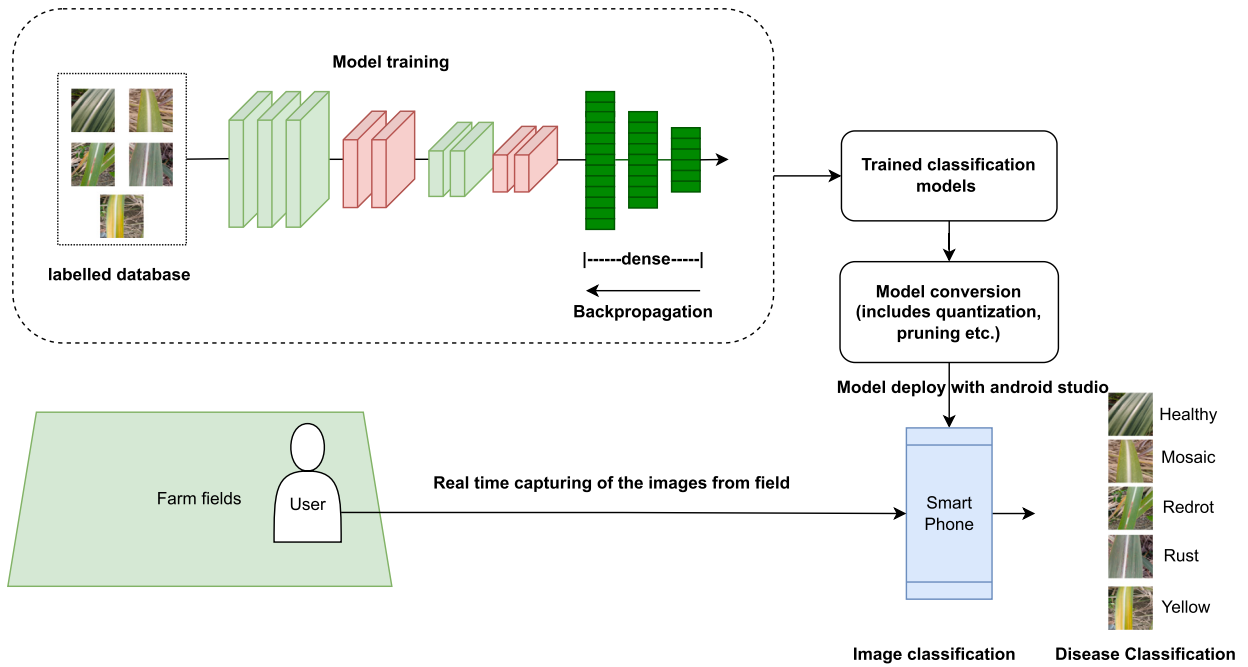 Model training
labelled database
|------dense-----|
Backpropagation
Trained classification
models
Model conversion
(includes quantization,
pruning etc.)
Model deploy with android studio
Farm fields
User
Real time capturing of the images from field
Smart
Phone
Healthy
Mosaic
Redrot
Rust
Yellow
Image classification
Disease Classification